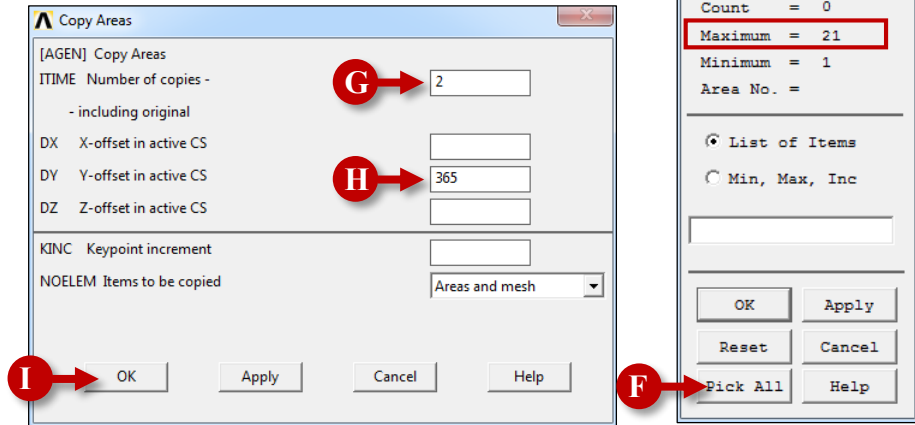 Copy Areas
[AGEN] Copy Areas
ITIME Number of copies -
G
2
- including original
DX X-offset in active CS
DY Y-offset in active CS
H
365
DZ Z-offset in active CS
KINC Keypoint increment
NOELEM Items to be copied
Areas and mesh
I
OK
Apply
Cancel
Help
Count = 0
Maximum = 21
Minimum = 1
Area No. =
List of Items
Min, Max, Inc
OK
Apply
Reset
Cancel
F
Pick All
Help